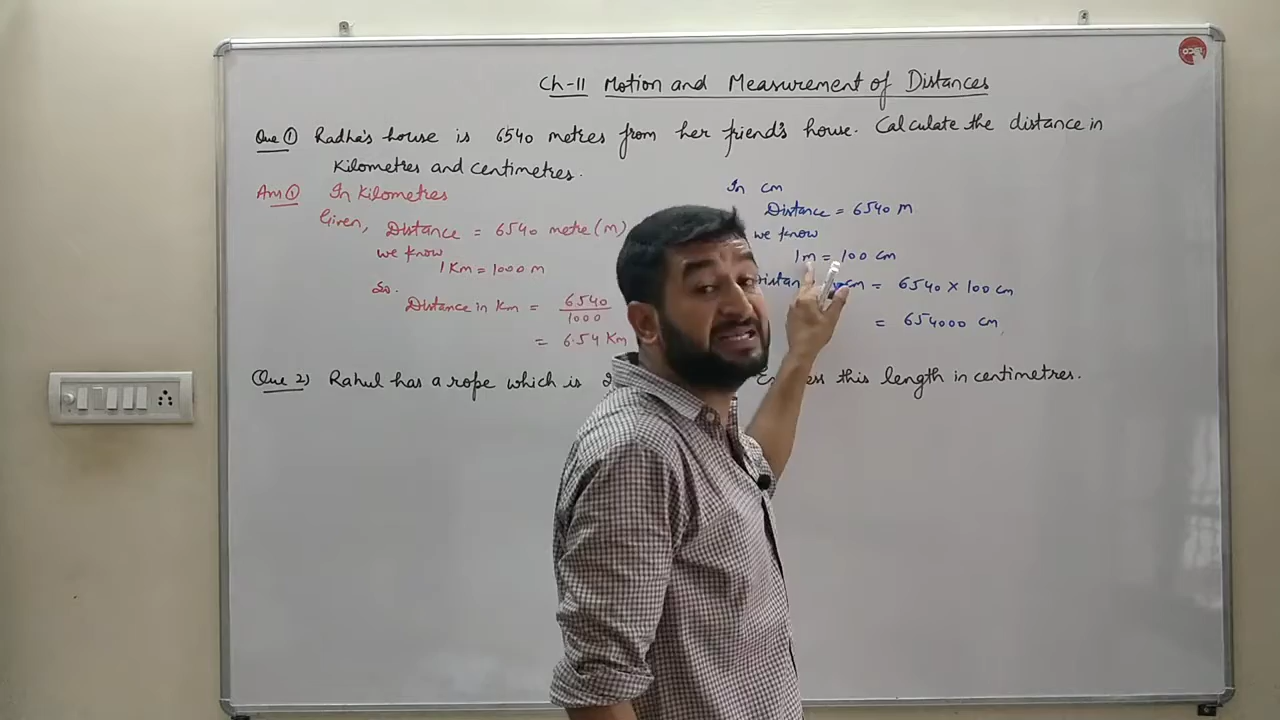 Ch-11 Motion and Measurement of Distances
Que ① Radha's house is 6540 metres from her friend's house. Calculate the distance in
Kilometres and centimetres.
Ans ① In Kilometres
Given, Distance = 6540 metre (M)
we know
1 Km = 1000 m
So.
Distance in Km = 6540
1000
= 6.54 Km
In cm
Distance = 6540 M
we know
1m = 100 cm
cm = 6540 × 100 cm
= 654000 cm
Que 2) Rahul has a rope which is this length in centimetres.